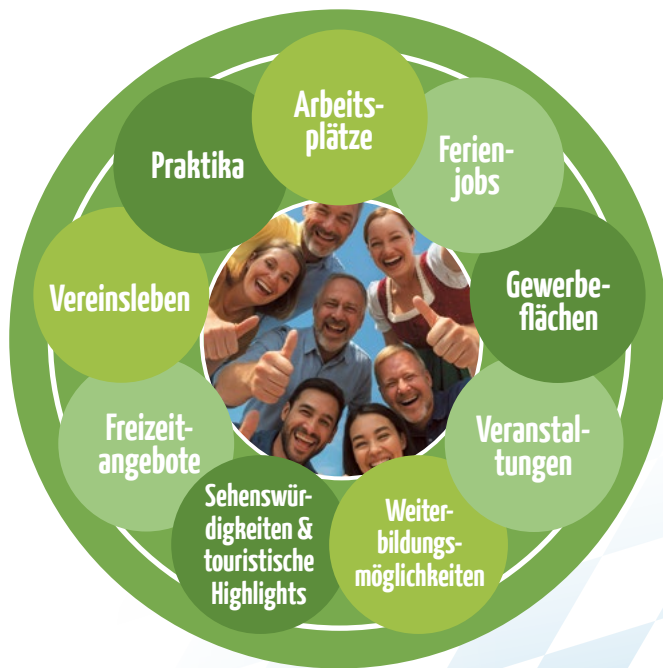 Arbeits-
plätze
Ferien-
jobs
Gewerbe-
flächen
Veranstal-
tungen
Weiter-
bildungs-
möglichkeiten
Sehenswür-
digkeiten &
touristische
Highlights
Freizeit-
angebote
Vereinsleben
Praktika